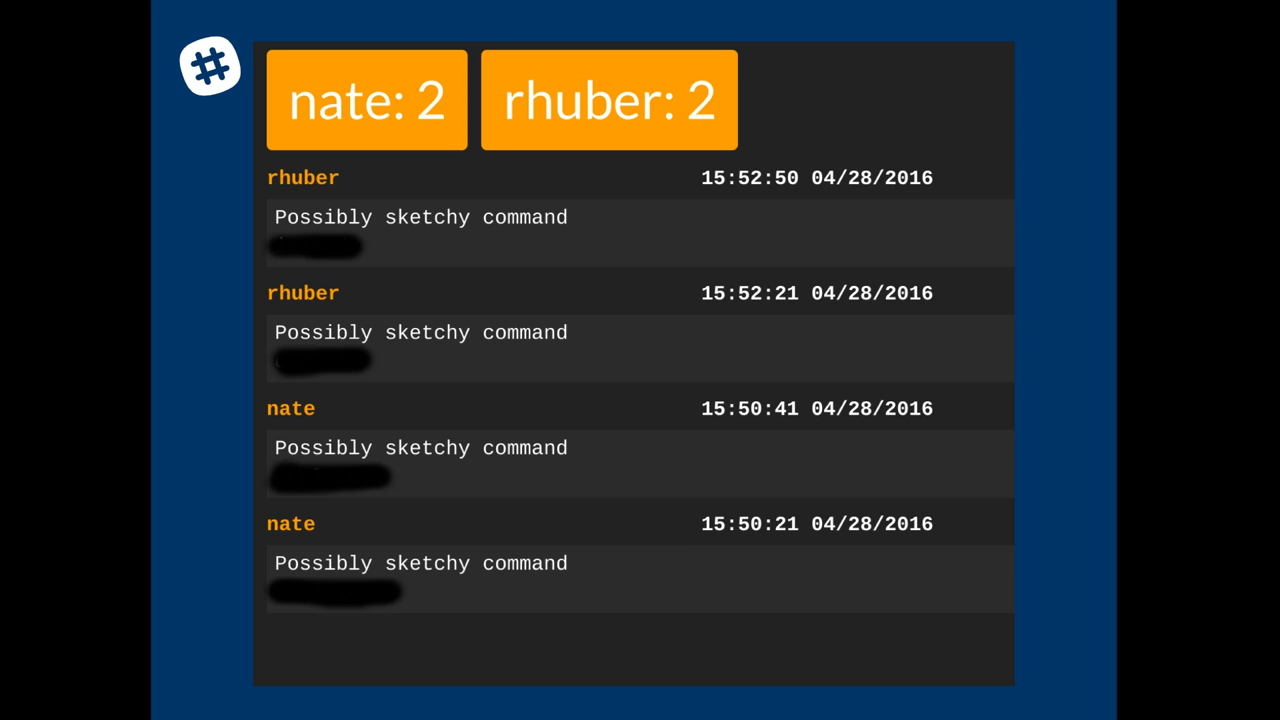 nate: 2 rhuber: 2
rhuber 15:52:50 04/28/2016
Possibly sketchy command
rhuber 15:52:21 04/28/2016
Possibly sketchy command
nate 15:50:41 04/28/2016
Possibly sketchy command
nate 15:50:21 04/28/2016
Possibly sketchy command